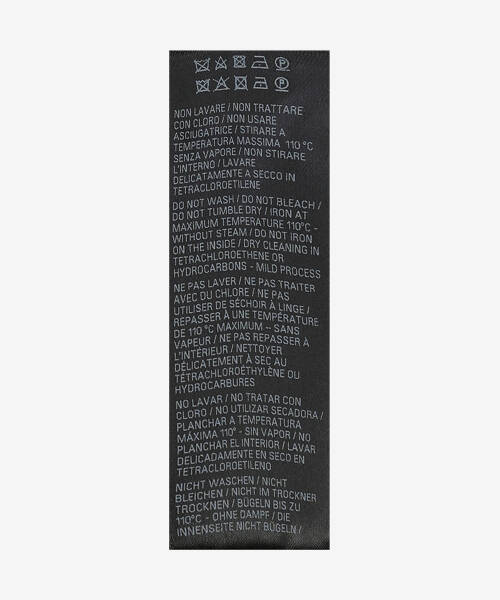 NON LAVARE / NON TRATTARE
CON CLORO / NON USARE
ASCIUGATRICE / STIRARE A
TEMPERATURA MASSIMA 110 °C
SENZA VAPORE / NON STIRARE
L'INTERNO / LAVARE
DELICATAMENTE A SECCO IN
TETRACLOROETILENE
DO NOT WASH / DO NOT BLEACH /
DO NOT TUMBLE DRY / IRON AT
MAXIMUM TEMPERATURE 110°C -
WITHOUT STEAM / DO NOT IRON
ON THE INSIDE / DRY CLEANING IN
TETRACHLOROETHENE OR
HYDROCARBONS - MILD PROCESS
NE PAS LAVER / NE PAS TRAITER
AVEC DU CHLORE / NE PAS
UTILISER DE SÉCHOIR À LINGE /
REPASSER À UNE TEMPÉRATURE
DE 110 °C MAXIMUM – SANS
VAPEUR / NE PAS REPASSER À
L'INTÉRIEUR / NETTOYER
DÉLICATEMENT À SEC AU
TÉTRACHLOROÉTHYLÈNE OU
HYDROCARBURES
NO LAVAR / NO TRATAR CON
CLORO / NO UTILIZAR SECADORA /
PLANCHAR A TEMPERATURA
MÁXIMA 110° - SIN VAPOR / NO
PLANCHAR EL INTERIOR / LAVAR
DELICADAMENTE EN SECO EN
TETRACLOROETILENO
NICHT WASCHEN / NICHT
BLEICHEN / NICHT IM TROCKNER
TROCKNEN / BÜGELN BIS ZU
110°C - OHNE DAMPF / DIE
INNENSEITE NICHT BÜGELN /